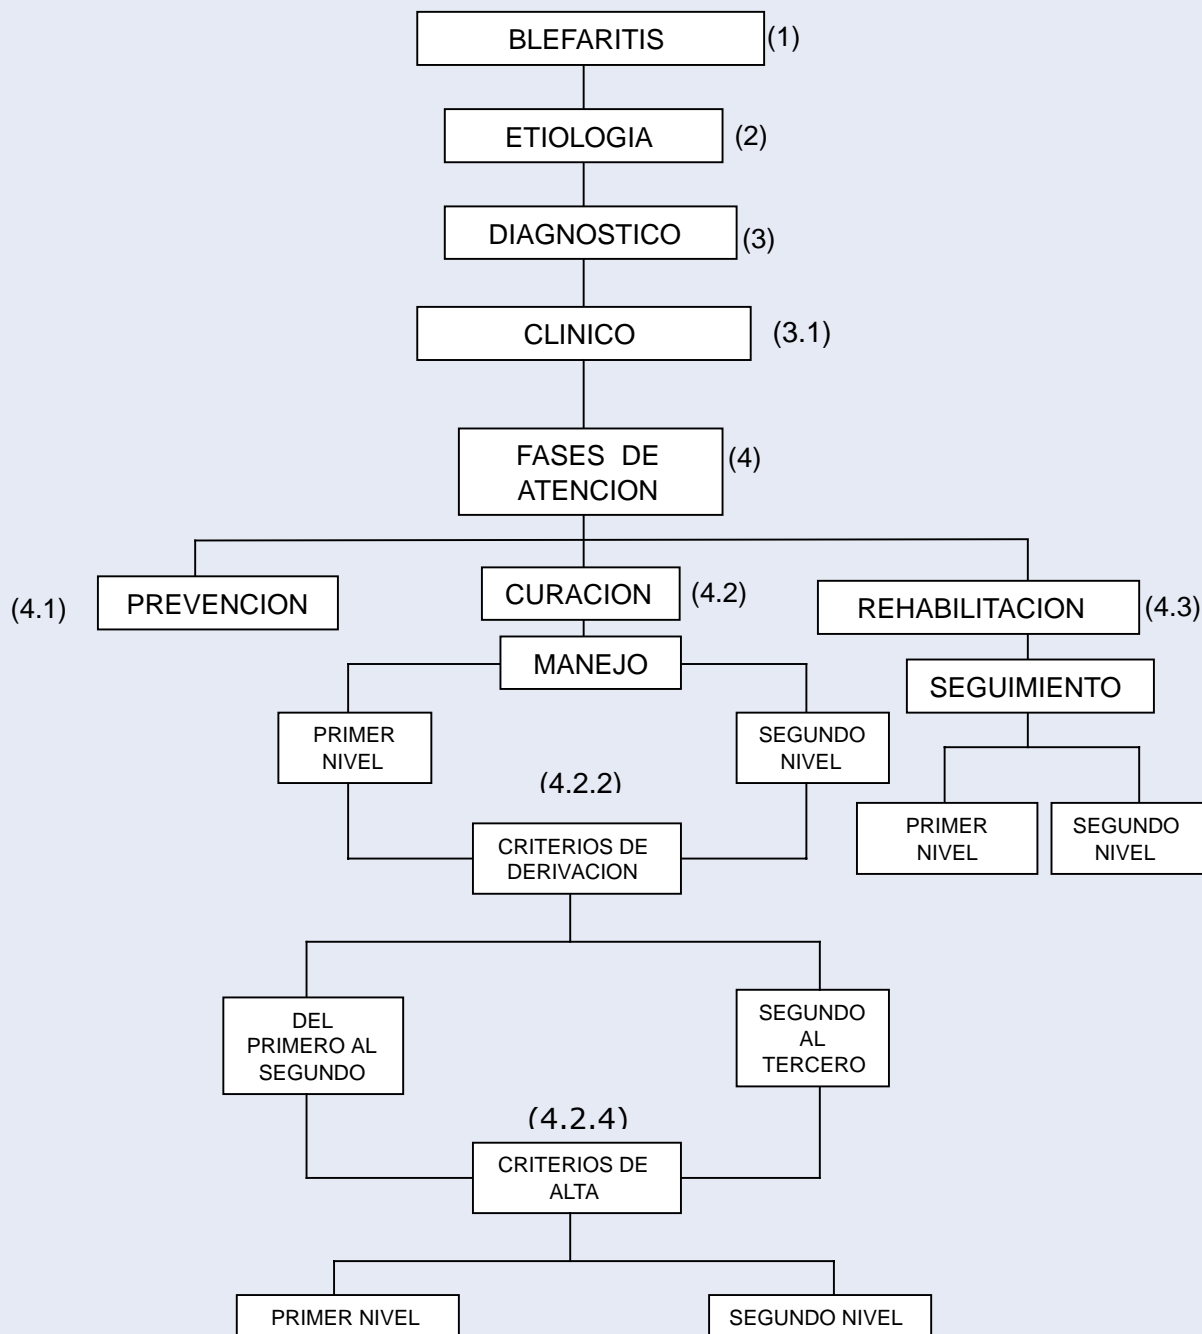 BLEFARITIS (1)
ETIOLOGIA (2)
DIAGNOSTICO (3)
CLINICO (3.1)
FASES DE
ATENCION
(4)
(4.1) PREVENCION
CURACION (4.2)
REHABILITACION (4.3)
MANEJO
SEGUIMIENTO
PRIMER
NIVEL
SEGUNDO
NIVEL
(4.2.2)
PRIMER
NIVEL
SEGUNDO
NIVEL
CRITERIOS DE
DERIVACION
DEL
PRIMERO AL
SEGUNDO
SEGUNDO
AL
TERCERO
(4.2.4)
CRITERIOS DE
ALTA
PRIMER NIVEL
SEGUNDO NIVEL